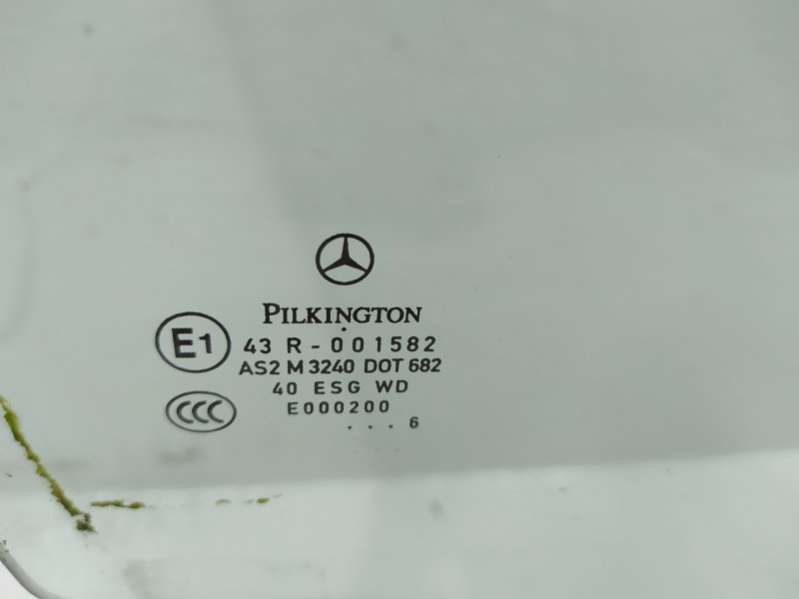 PILKINGTON
E1
43 R - 001582
AS2 M 3240 DOT 682
40 ESG WD
CCC
E000200
. . . 6